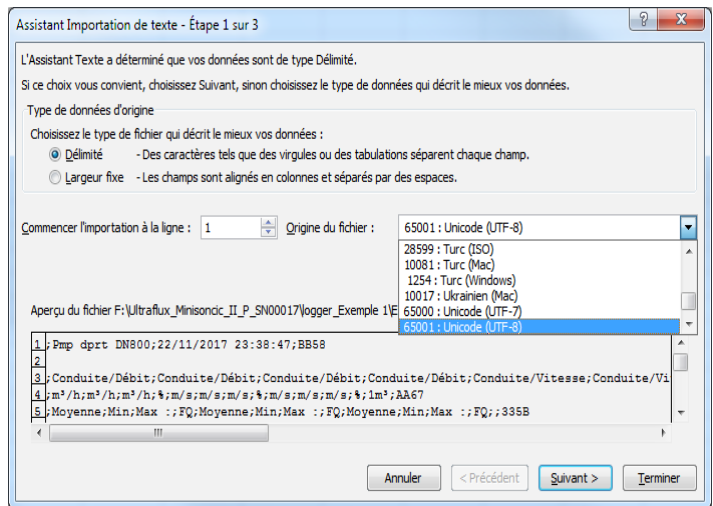 Assistant Importation de texte - Étape 1 sur 3
L'Assistant Texte a déterminé que vos données sont de type Délimité.
Si ce choix vous convient, choisissez Suivant, sinon choisissez le type de données qui décrit le mieux vos données.
Type de données d'origine
Choisissez le type de fichier qui décrit le mieux vos données :
Délimité - Des caractères tels que des virgules ou des tabulations séparent chaque champ.
Largeur fixe - Les champs sont alignés en colonnes et séparés par des espaces.
Commencer l'importation à la ligne : 1 Origine du fichier : 65001 : Unicode (UTF-8)
28599 : Turc (ISO)
10081 : Turc (Mac)
1254 : Turc (Windows)
10017 : Ukrainien (Mac)
65000 : Unicode (UTF-7)
65001 : Unicode (UTF-8)
Aperçu du fichier F:\Ultraflux_Minisoncic_II_P_SN00017\logger_Exemple 1\E
1 ;Pmp dprt DN800;22/11/2017 23:38:47;BB58
2
3 ;Conduite/Débit;Conduite/Débit;Conduite/Débit;Conduite/Débit;Conduite/Vitesse;Conduite/Vi
4 ;m³/h;m³/h;m³/h;%;m/s;m/s;m/s;%;m/s;m/s;m/s;%;1m³;AA67
5 ;Moyenne;Min;Max :;FQ;Moyenne;Min;Max :;FQ;Moyenne;Min;Max :;FQ;;335B
Annuler < Précédent Suivant > Terminer